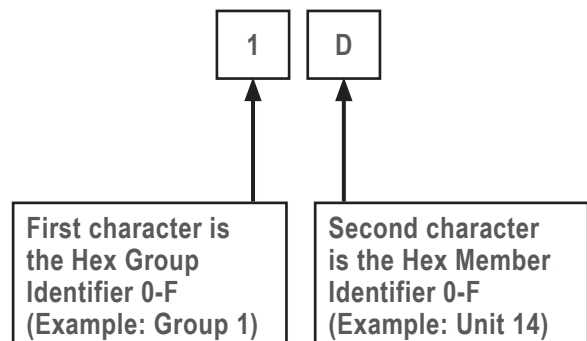 1 D
First character is
the Hex Group
Identifier 0-F
(Example: Group 1)
Second character
is the Hex Member
Identifier 0-F
(Example: Unit 14)